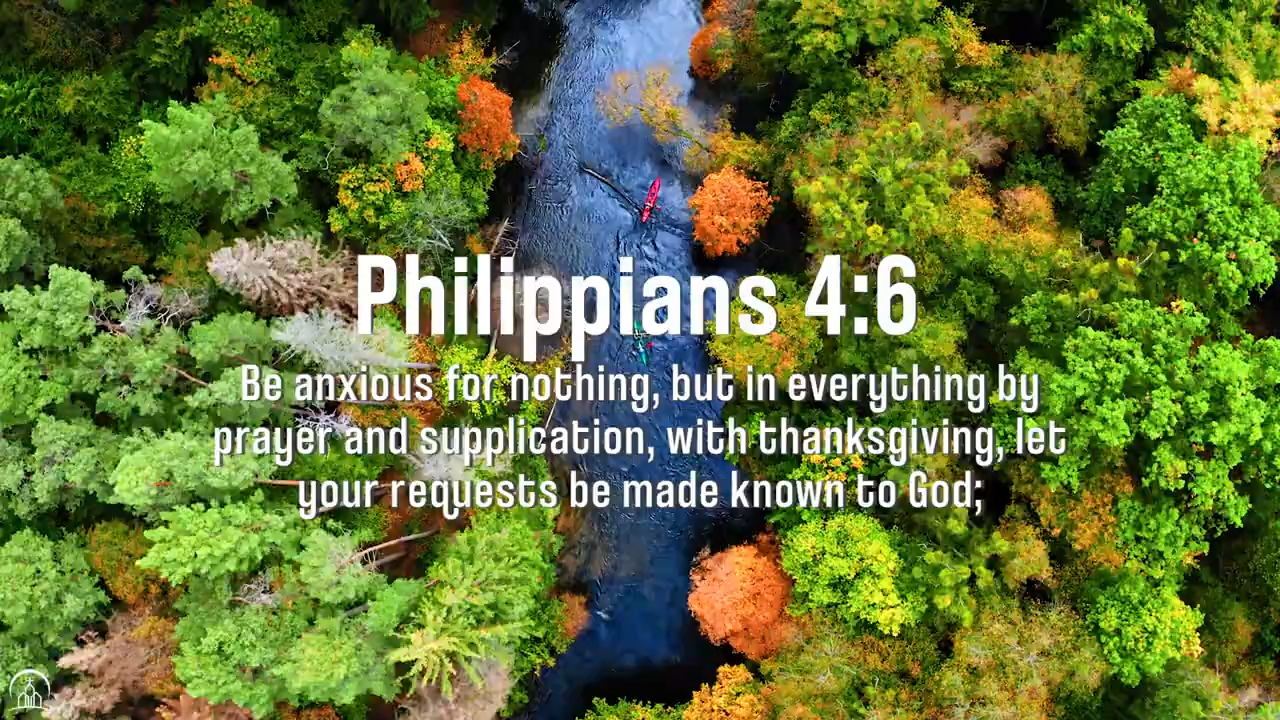 Philippians 4:6
Be anxious for nothing, but in everything by
prayer and supplication, with thanksgiving, let
your requests be made known to God;